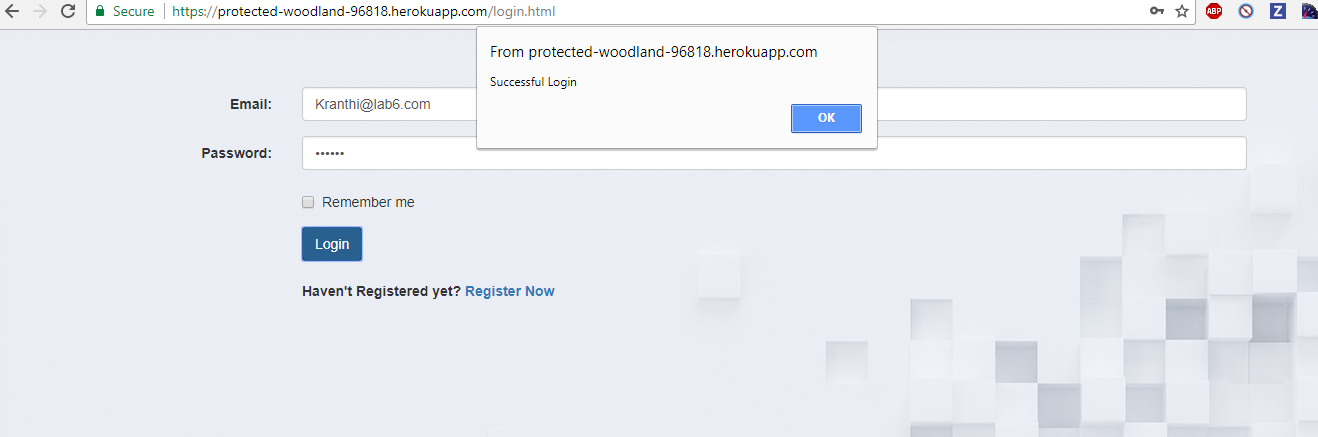 Secure https://protected-woodland-96818.herokuapp.com/login.html
ABP
Z
From protected-woodland-96818.herokuapp.com
Successful Login
OK
Email: Kranthi@lab6.com
Password: ••••••
Remember me
Login
Haven't Registered yet? Register Now